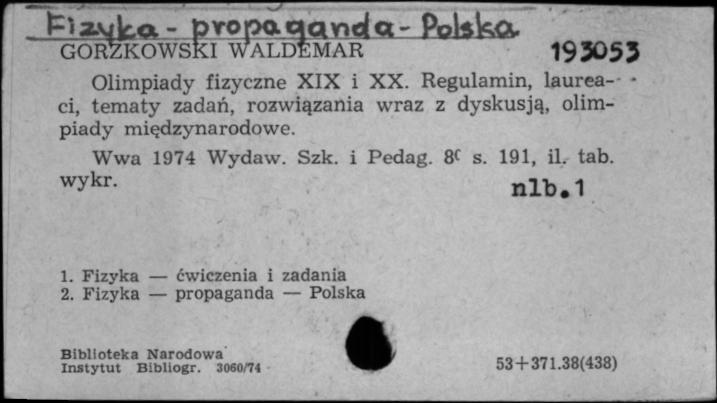 Fizyka - propaganda - Polska
GORZKOWSKI WALDEMAR 193053
Olimpiady fizyczne XIX i XX. Regulamin, laurea-
ci, tematy zadań, rozwiązania wraz z dyskusją, olim-
piady międzynarodowe.
Wwa 1974 Wydaw. Szk. i Pedag. 8° s. 191, il. tab.
wykr.
nlb.1
1. Fizyka — ćwiczenia i zadania
2. Fizyka — propaganda — Polska
Biblioteka Narodowa
Instytut Bibliogr. 3060/74
53+371.38(438)